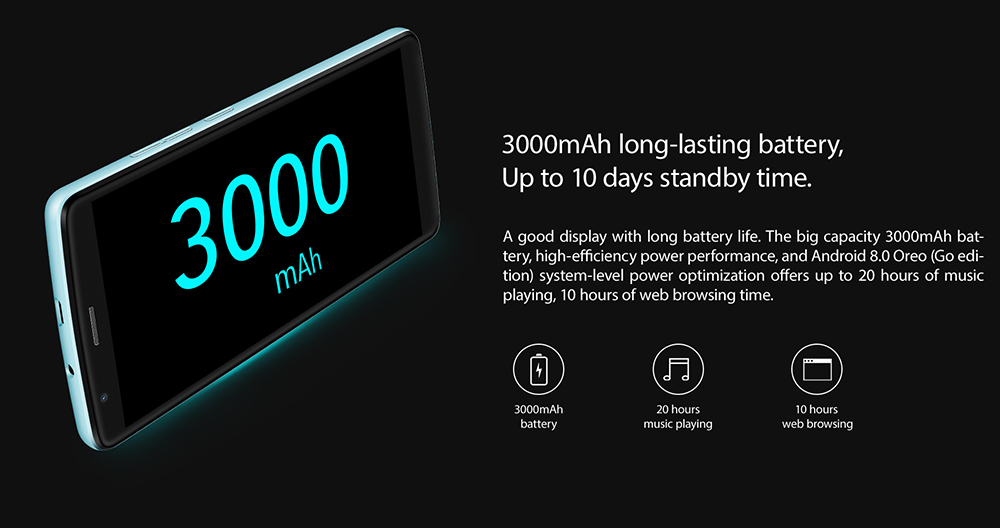 3000
mAh
3000mAh long-lasting battery,
Up to 10 days standby time.
A good display with long battery life. The big capacity 3000mAh bat-
tery, high-efficiency power performance, and Android 8.0 Oreo (Go edi-
tion) system-level power optimization offers up to 20 hours of music
playing, 10 hours of web browsing time.
3000mAh
battery
20 hours
music playing
10 hours
web browsing